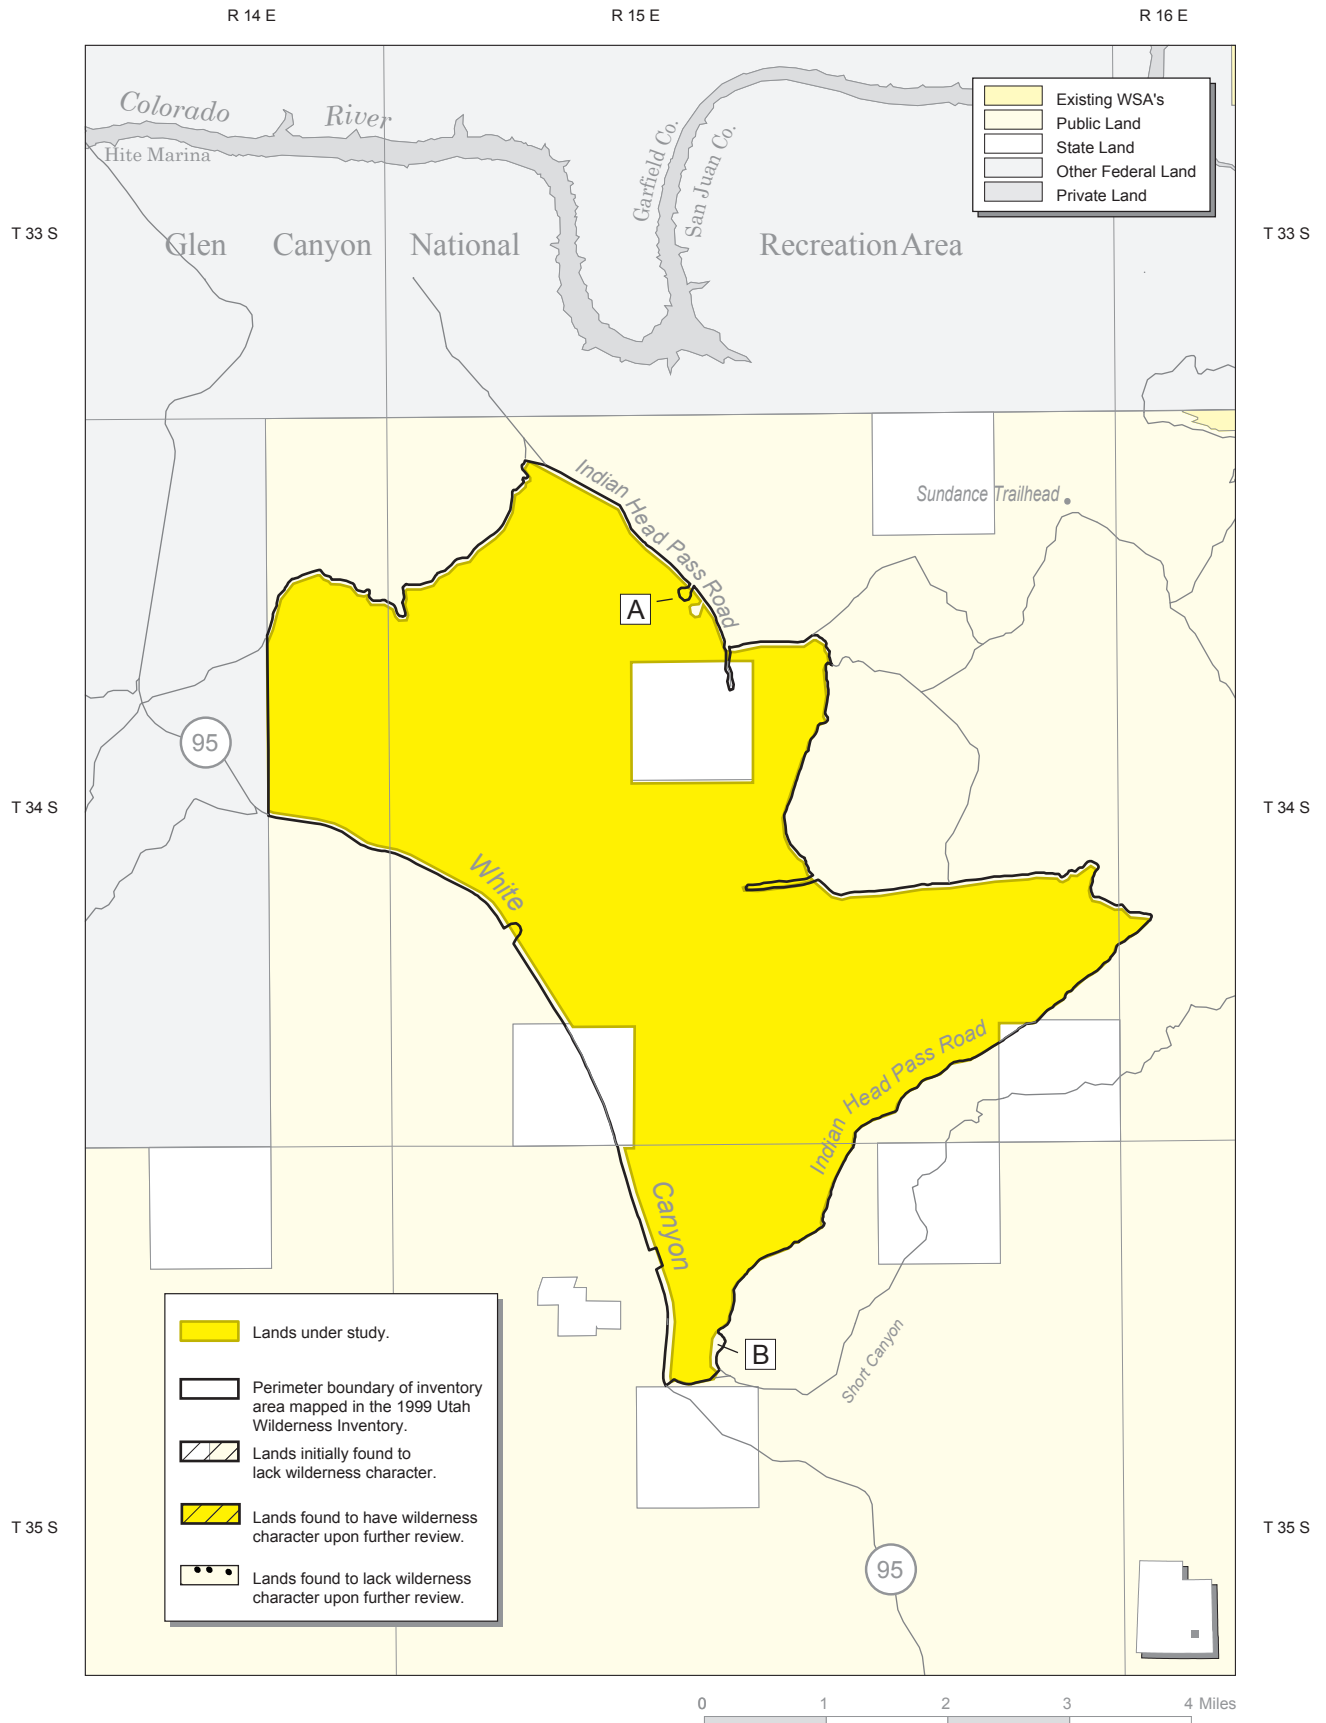 R 14 E
R 15 E
R 16 E
Colorado
River
Hite Marina
Garfield Co.
San Juan Co.
Existing WSA's
Public Land
State Land
Other Federal Land
Private Land
T 33 S
T 33 S
Glen Canyon National Recreation Area
Indian Head Pass Road
Sundance Trailhead
A
95
T 34 S
T 34 S
White
Canyon
Indian Head Pass Road
B
Short Canyon
Lands under study.
Perimeter boundary of inventory
area mapped in the 1999 Utah
Wilderness Inventory.
Lands initially found to
lack wilderness character.
Lands found to have wilderness
character upon further review.
Lands found to lack wilderness
character upon further review.
T 35 S
T 35 S
95
0 1 2 3 4 Miles